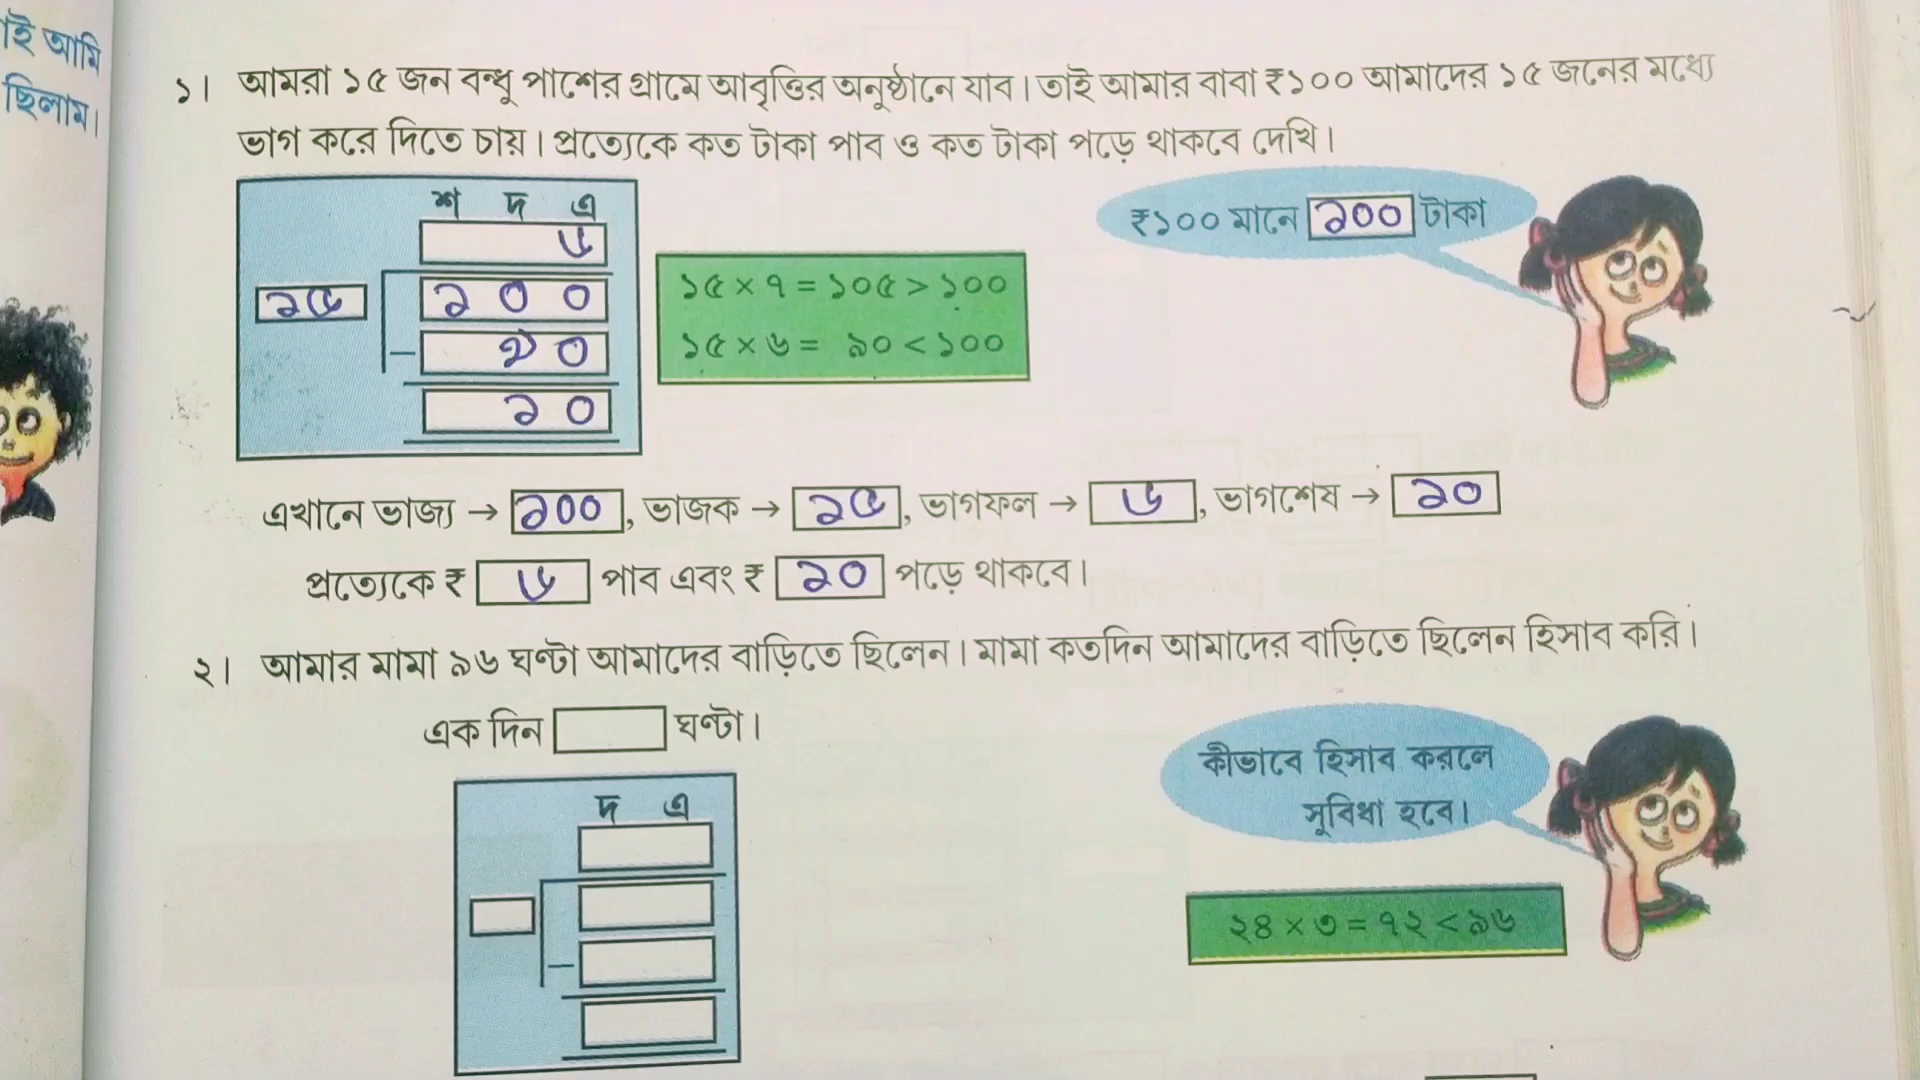 াই আমি
ছিলাম।
১। আমরা ১৫ জন বন্ধু পাশের গ্রামে আবৃত্তির অনুষ্ঠানে যাব। তাই আমার বাবা ₹১০০ আমাদের ১৫ জনের মধ্যে
ভাগ করে দিতে চায়। প্রত্যেকে কত টাকা পাব ও কত টাকা পড়ে থাকবে দেখি।
শ দ এ
৬
১৫ ১ ০ ০
– ৯ ০
১ ০
১৫ × ৭ = ১০৫ > ১০০
১৫ × ৬ = ৯০ < ১০০
₹১০০ মানে ১০০ টাকা
এখানে ভাজ্য → ১০০, ভাজক → ১৫, ভাগফল → ৬, ভাগশেষ → ১০
প্রত্যেকে ₹ ৬ পাব এবং ₹ ১০ পড়ে থাকবে।
২। আমার মামা ৯৬ ঘণ্টা আমাদের বাড়িতে ছিলেন। মামা কতদিন আমাদের বাড়িতে ছিলেন হিসাব করি।
এক দিন ঘণ্টা।
দ এ
–
কীভাবে হিসাব করলে
সুবিধা হবে।
২৪ × ৩ = ৭২ < ৯৬